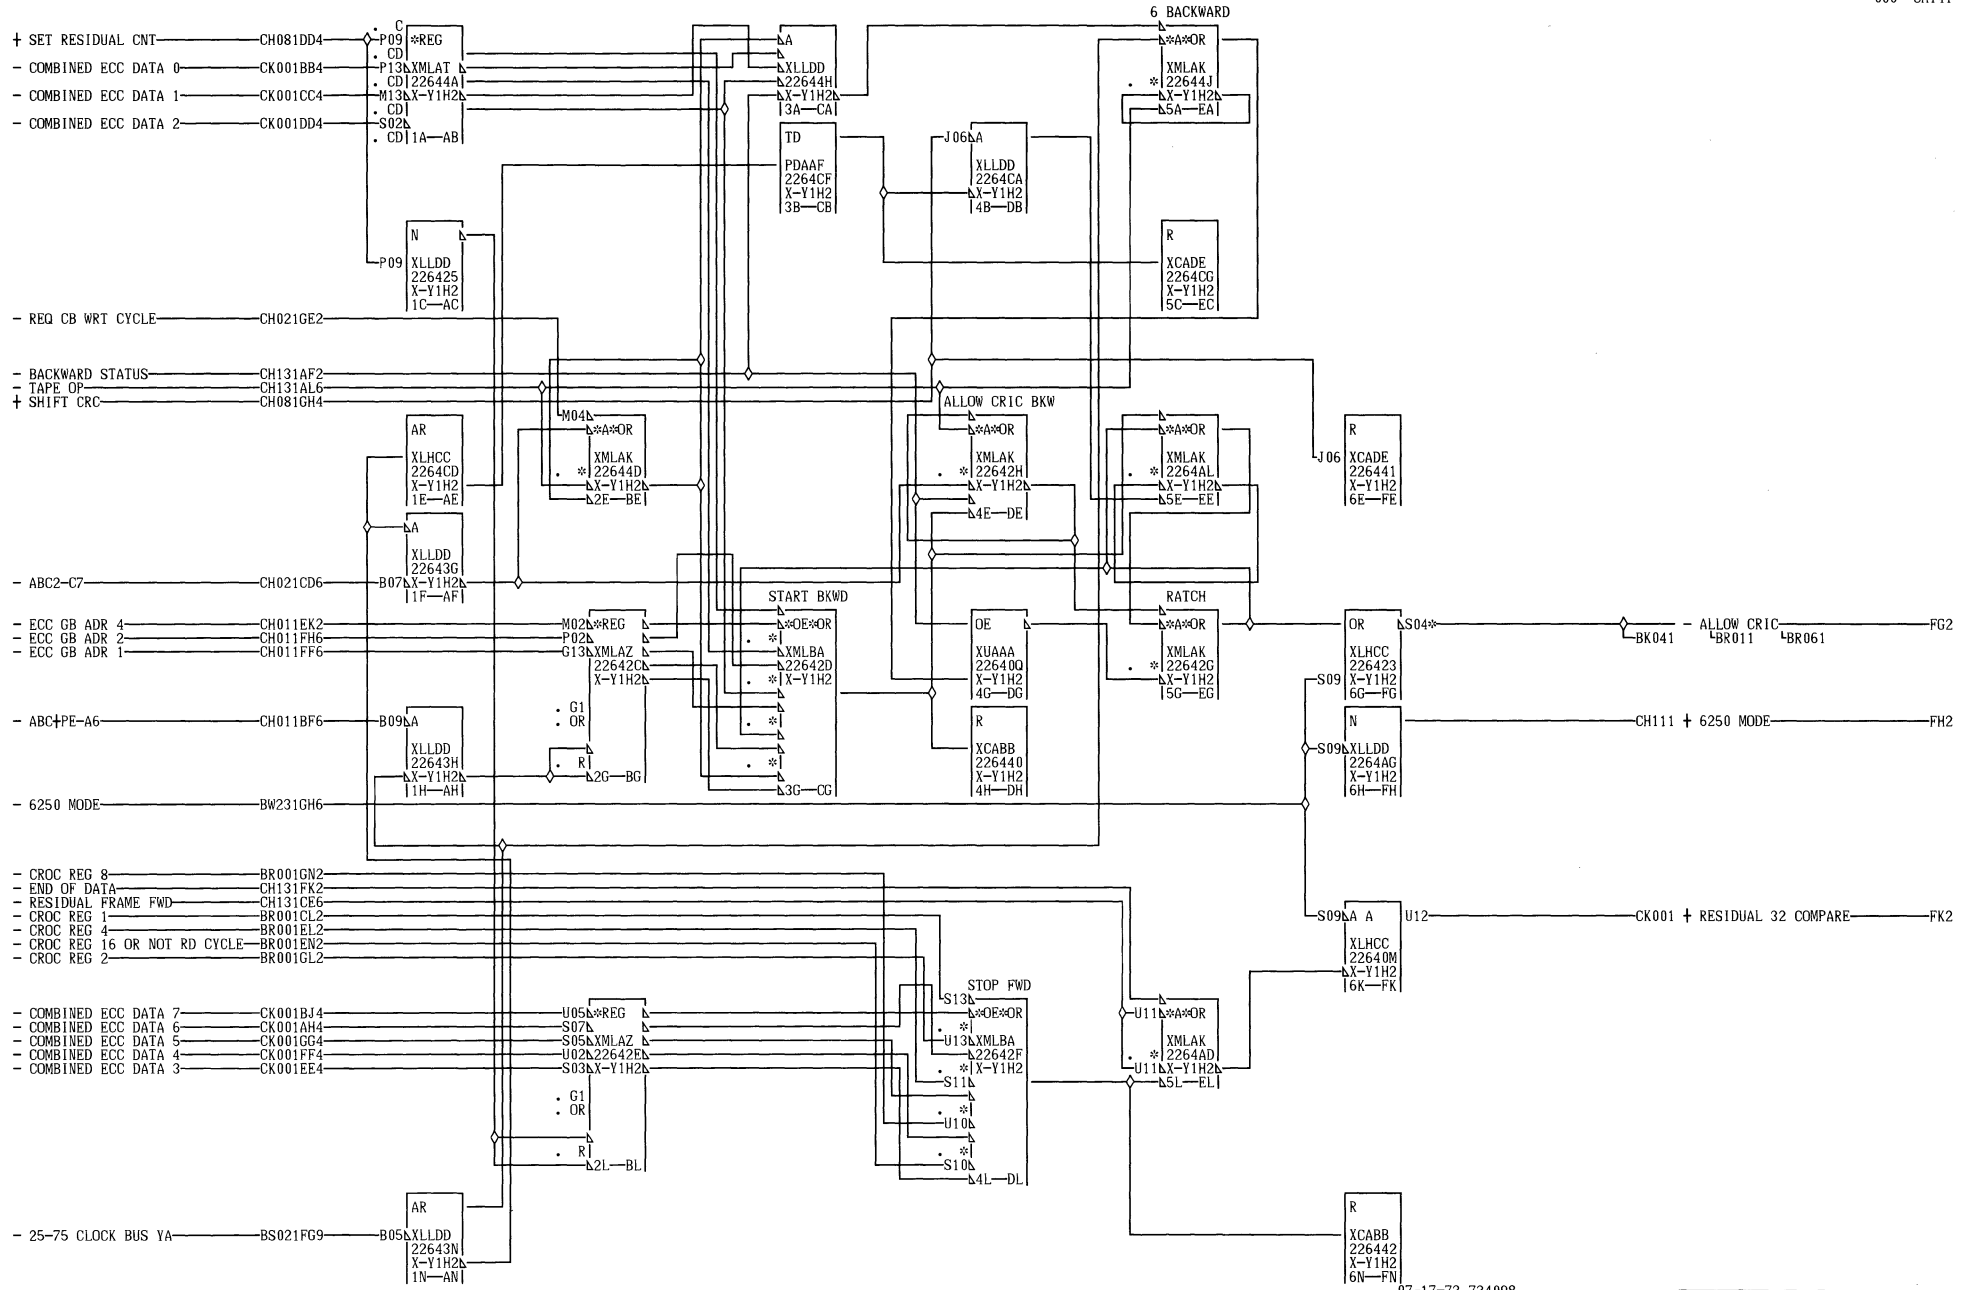 6 BACKWARD
+ SET RESIDUAL CNT CH081DD4 P09
- COMBINED ECC DATA 0 CK001BB4 P13
- COMBINED ECC DATA 1 CK001CC4 M13
- COMBINED ECC DATA 2 CK001DD4 S02
. C
*REG
. CD
XMLAT
. CD
22644A
X-Y1H2
. CD
. CD 1A—AB
A
XLLDD
22644H
X-Y1H2
3A—CA
*A*OR
XMLAK
. * 22644J
X-Y1H2
5A—EA
TD
PDAAF
2264CF
X-Y1H2
3B—CB
J06 A
XLLDD
2264CA
X-Y1H2
4B—DB
N
P09 XLLDD
226425
X-Y1H2
1C—AC
R
XCADE
2264CG
X-Y1H2
5C—EC
- REQ CB WRT CYCLE CH021GE2
- BACKWARD STATUS CH131AF2
- TAPE OP CH131AL6
+ SHIFT CRC CH081GH4
AR
XLHCC
2264CD
X-Y1H2
1E—AE
M04
*A*OR
XMLAK
. * 22644D
X-Y1H2
2E—BE
ALLOW CRIC BKW
*A*OR
XMLAK
. * 22642H
X-Y1H2
4E—DE
*A*OR
XMLAK
. * 2264AL
X-Y1H2
5E—EE
R
J06 XCADE
226441
X-Y1H2
6E—FE
A
XLLDD
22643G
- ABC2-C7 CH021CD6 B07 X-Y1H2
1F—AF
- ECC GB ADR 4 CH011EK2 M02 *REG
- ECC GB ADR 2 CH011FH6 P02
- ECC GB ADR 1 CH011FF6 G13 XMLAZ
22642C
X-Y1H2
. G1
. OR
. R
2G—BG
START BKWD
*OE*OR
. *
XMLBA
22642D
. * X-Y1H2
. *
. *
3G—CG
OE
XUAAA
22640Q
X-Y1H2
4G—DG
RATCH
*A*OR
XMLAK
. * 22642G
X-Y1H2
5G—EG
OR S04*
XLHCC
226423
S09 X-Y1H2
6G—FG
BK041
- ALLOW CRIC FG2
BR011 BR061
- ABC+PE-A6 CH011BF6 B09 A
XLLDD
22643H
X-Y1H2
1H—AH
R
XCABB
226440
X-Y1H2
4H—DH
N CH111 + 6250 MODE FH2
S09 XLLDD
2264AG
X-Y1H2
6H—FH
- 6250 MODE BW231GH6
- CROC REG 8 BR001GN2
- END OF DATA CH131FK2
- RESIDUAL FRAME FWD CH131CE6
- CROC REG 1 BR001CL2
- CROC REG 4 BR001EL2
- CROC REG 16 OR NOT RD CYCLE BR001EN2
- CROC REG 2 BR001GL2
S09 A A U12 CK001 + RESIDUAL 32 COMPARE FK2
XLHCC
22640M
X-Y1H2
6K—FK
- COMBINED ECC DATA 7 CK001BJ4 U05 *REG
- COMBINED ECC DATA 6 CK001AH4 S07
- COMBINED ECC DATA 5 CK001GG4 S05 XMLAZ
- COMBINED ECC DATA 4 CK001FF4 U02 22642E
- COMBINED ECC DATA 3 CK001EE4 S03 X-Y1H2
. G1
. OR
. R
2L—BL
STOP FWD
S13
*OE*OR
. *
U13 XMLBA
22642F
. * X-Y1H2
S11
. *
U10
. *
S10
4L—DL
U11 *A*OR
XMLAK
. * 2264AD
U11 X-Y1H2
5L—EL
AR
- 25-75 CLOCK BUS YA BS021FG9 B05 XLLDD
22643N
X-Y1H2
1N—AN
R
XCABB
226442
X-Y1H2
6N—FN